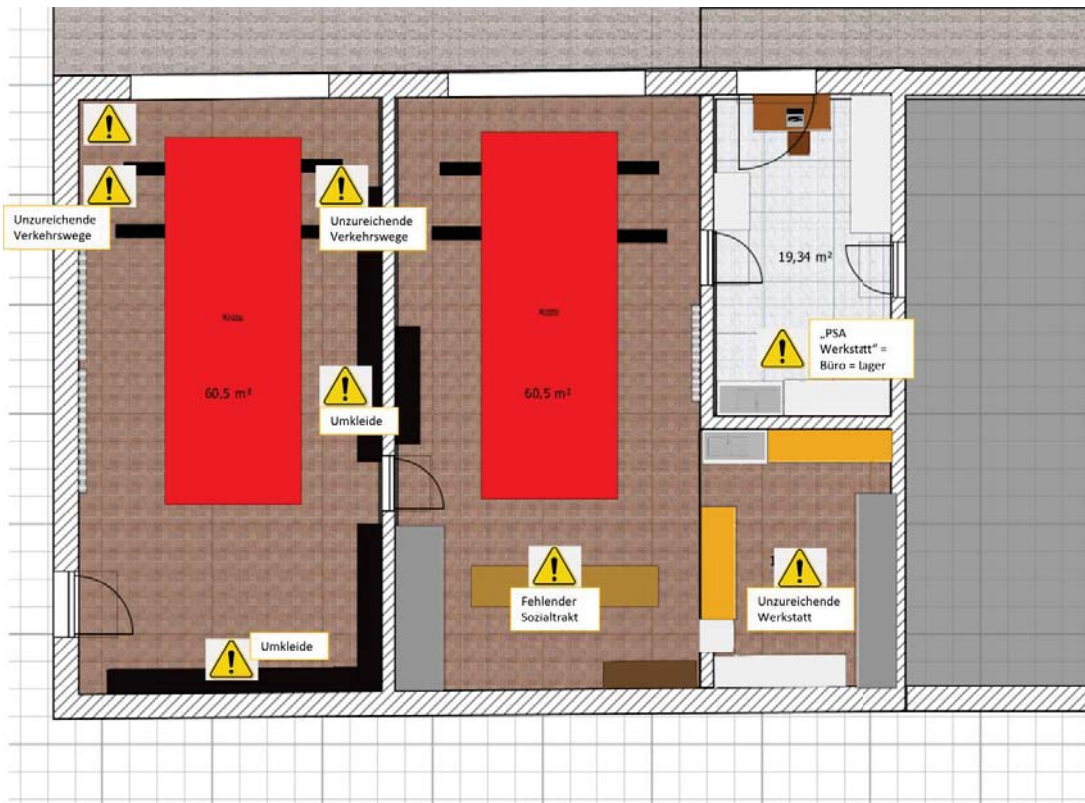 Unzureichende
Verkehrswege
Unzureichende
Verkehrswege
19,34 m²
„PSA
Werkstatt“ =
Büro = lager
60,5 m²
60,5 m²
Umkleide
Fehlender
Sozialtrakt
Unzureichende
Werkstatt
Umkleide